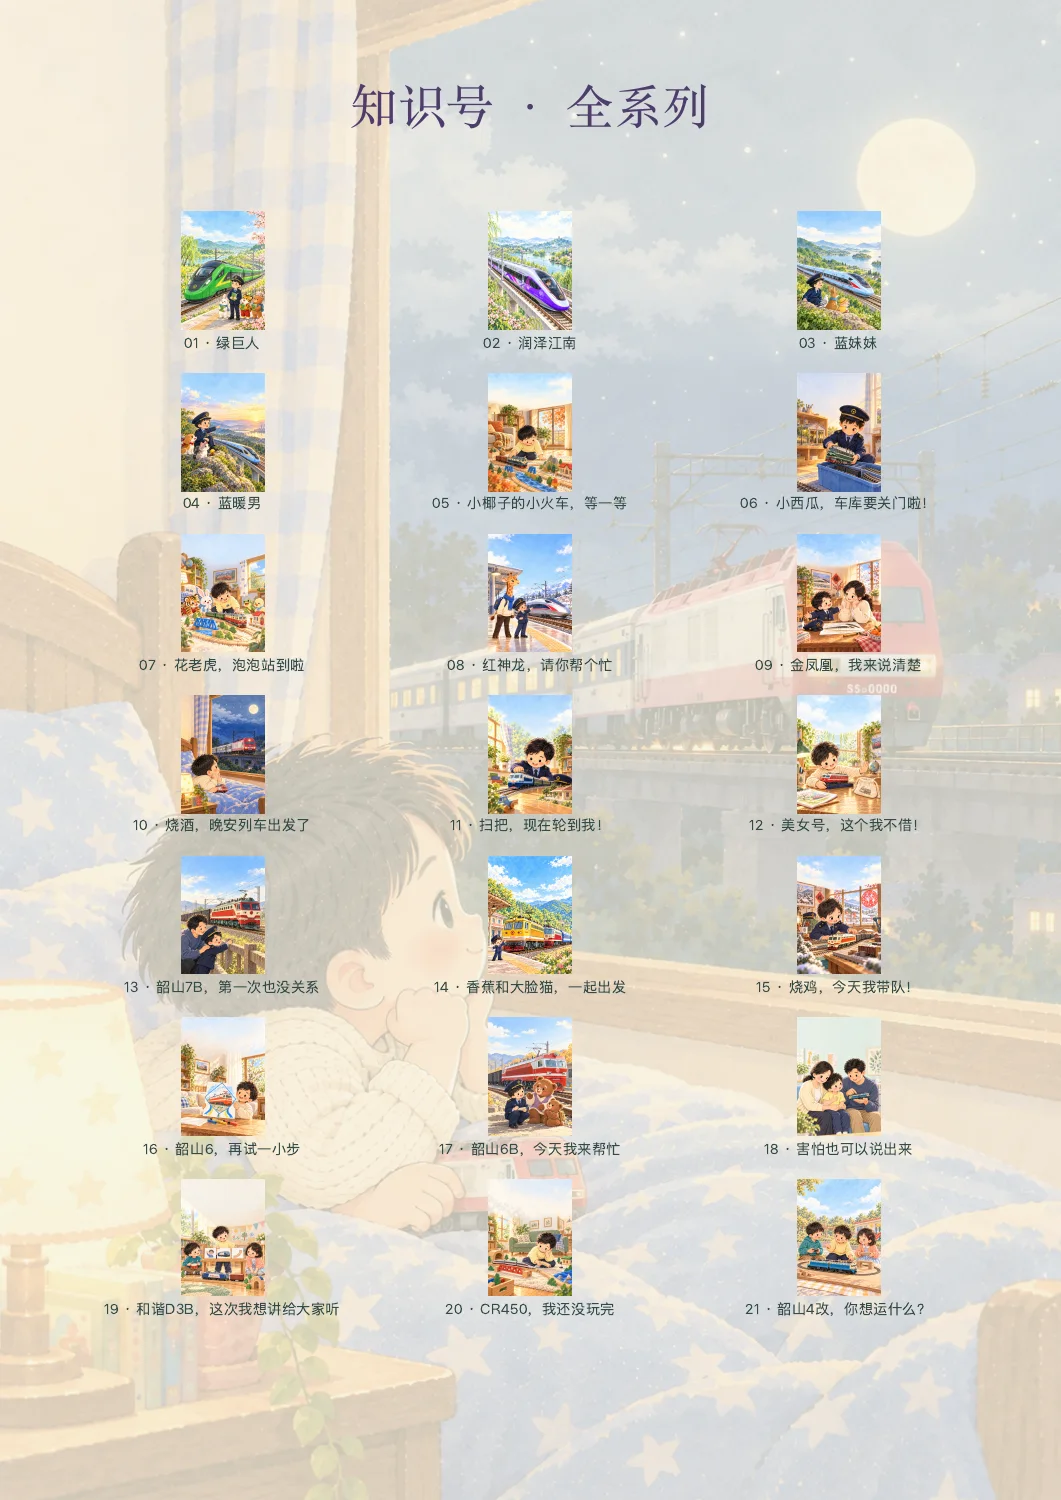 知识号 · 全系列
01 · 绿巨人
02 · 润泽江南
03 · 蓝妹妹
04 · 蓝暖男
05 · 小椰子的小火车，等一等
06 · 小西瓜，车库要关门啦！
07 · 花老虎，泡泡站到啦
08 · 红神龙，请你帮个忙
09 · 金凤凰，我来说清楚
SS₉0000
10 · 烧酒，晚安列车出发了
11 · 扫把，现在轮到我！
12 · 美女号，这个我不借！
13 · 韶山7B，第一次也没关系
14 · 香蕉和大脸猫，一起出发
15 · 烧鸡，今天我带队！
16 · 韶山6，再试一小步
17 · 韶山6B，今天我来帮忙
18 · 害怕也可以说出来
19 · 和谐D3B，这次我想讲给大家听
20 · CR450，我还没玩完
21 · 韶山4改，你想运什么？